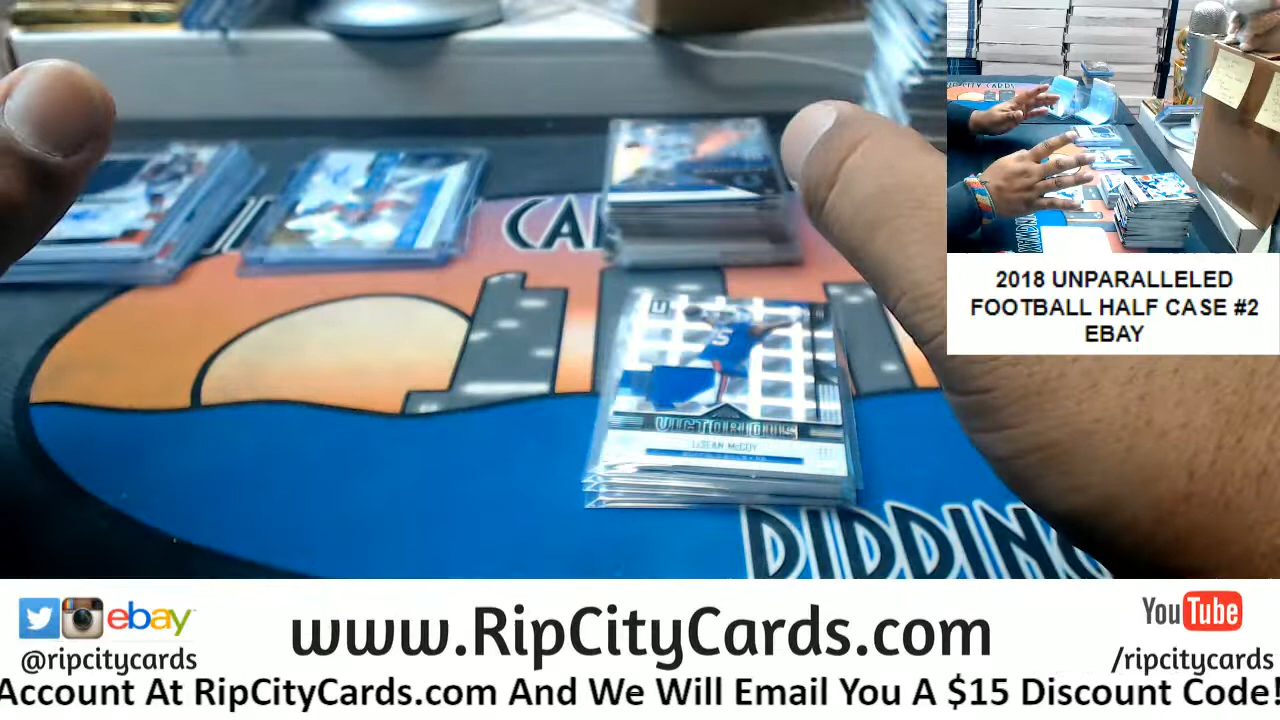 CA
25
VICTORIOUS
LeSEAN McCOY
2018 UNPARALLELED
FOOTBALL HALF CASE #2
EBAY
ebay
@ripcitycards
www.RipCityCards.com
YouTube
/ripcitycards
Account At RipCityCards.com And We Will Email You A $15 Discount Code!